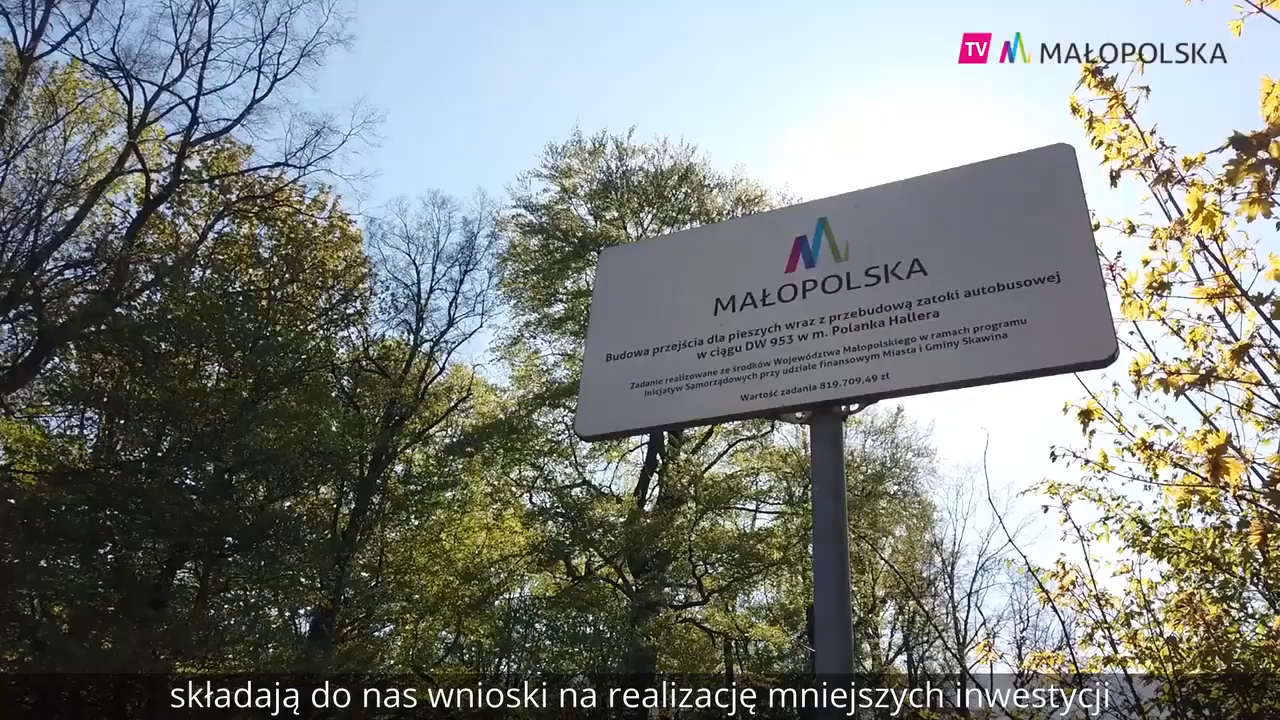 TV MAŁOPOLSKA
MAŁOPOLSKA
Budowa przejścia dla pieszych wraz z przebudową zatoki autobusowej
w ciągu DW 953 w m. Polanka Hallera
Zadanie realizowane ze środków Województwa Małopolskiego w ramach programu
Inicjatyw Samorządowych przy udziale finansowym Miasta i Gminy Skawina
Wartość zadania 819.709,49 zł
składają do nas wnioski na realizację mniejszych inwestycji